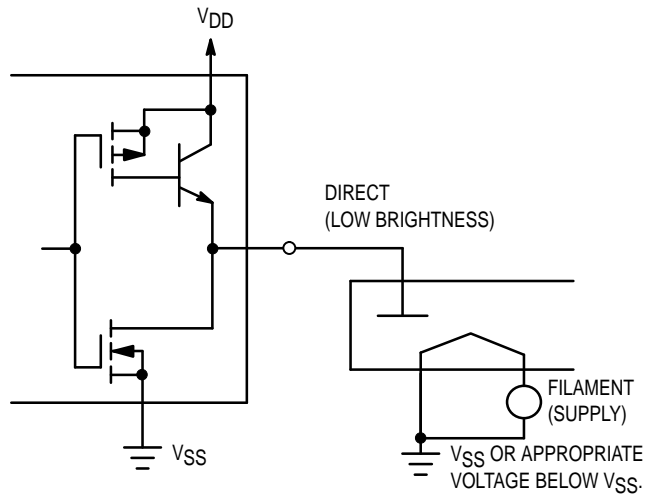 VDD
DIRECT
(LOW BRIGHTNESS)
FILAMENT
(SUPPLY)
VSS
VSS OR APPROPRIATE
VOLTAGE BELOW VSS.